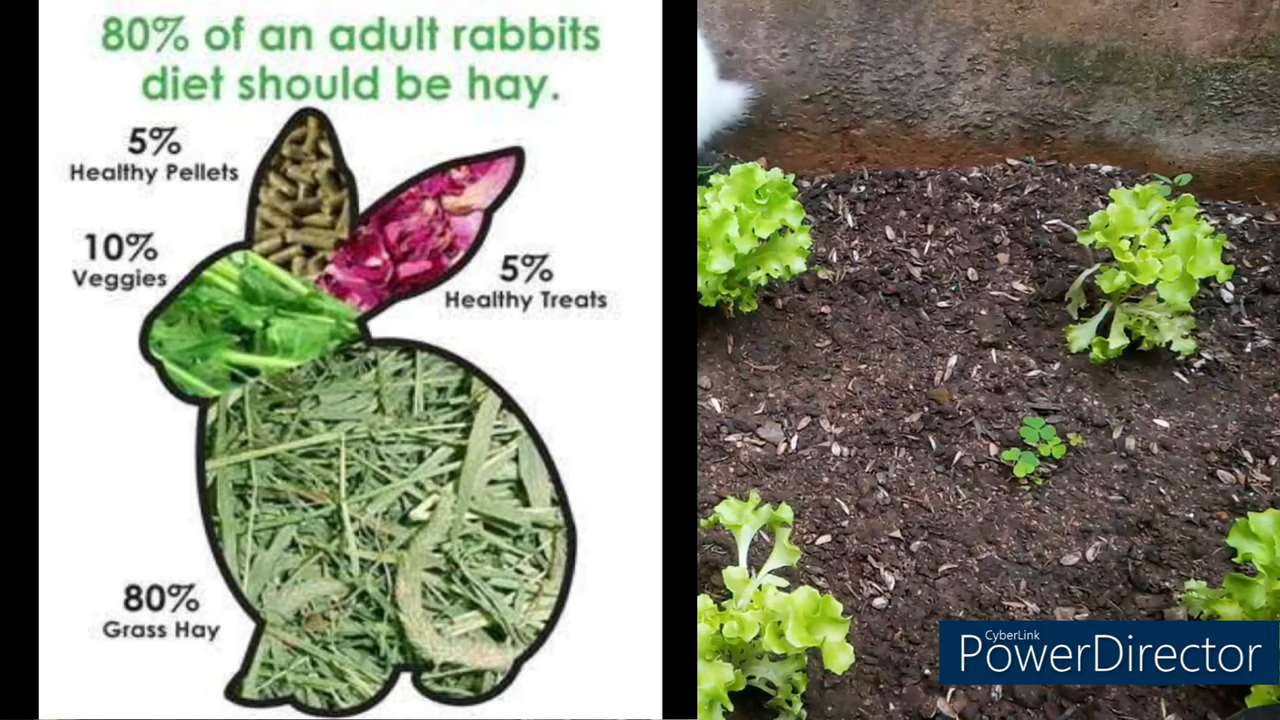 80% of an adult rabbits
diet should be hay.
5%
Healthy Pellets
10%
Veggies
5%
Healthy Treats
80%
Grass Hay
CyberLink
PowerDirector